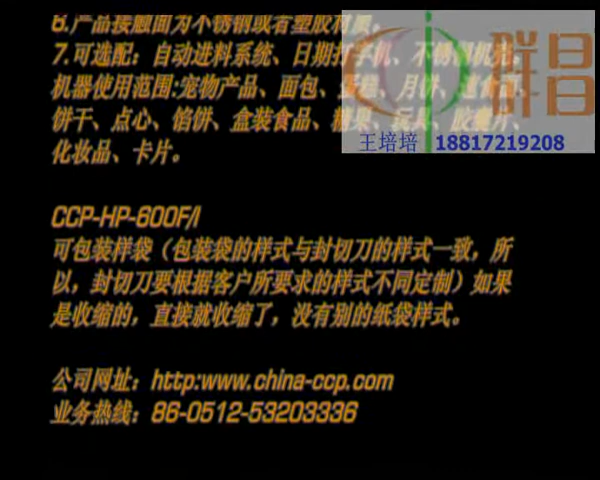 6.产品接触面为不锈钢或者塑胶材质。
7.可选配：自动进料系统、日期打字机、不锈钢机壳。
机器使用范围:宠物产品、面包、蛋糕、月饼、速食面、
饼干、点心、馅饼、盒装食品、糖果、玩具、胶囊片、
化妆品、卡片。
群昌
王培培 18817219208
CCP-HP-600F/I
可包装样袋（包装袋的样式与封切刀的样式一致，所
以，封切刀要根据客户所要求的样式不同定制）如果
是收缩的，直接就收缩了，没有别的纸袋样式。
公司网址：http:www.china-ccp.com
业务热线：86-0512-53203336